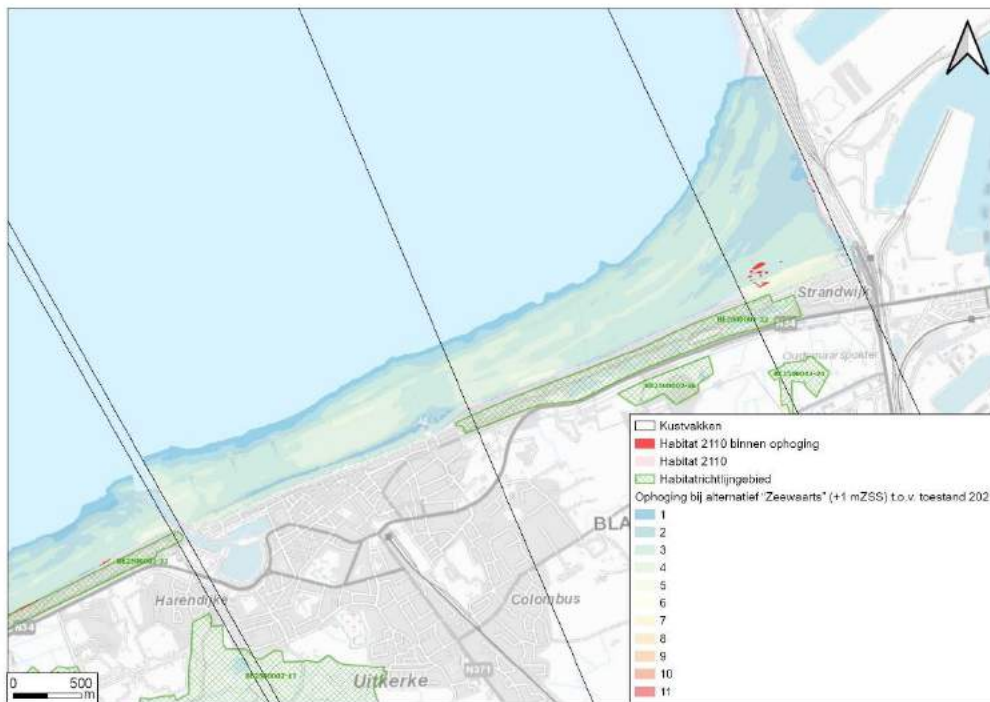 Strandwijk
Oudemaarspolder
Harendijke
BLA
Colombus
N34
N371
Uitkerke
0 500
m
Kustvakken
Habitat 2110 binnen ophoging
Habitat 2110
Habitatrichtlijngebied
Ophoging bij alternatief "Zeewaarts" (+1 mZSS) t.o.v. toestand 202
1
2
3
4
5
6
7
8
9
10
11